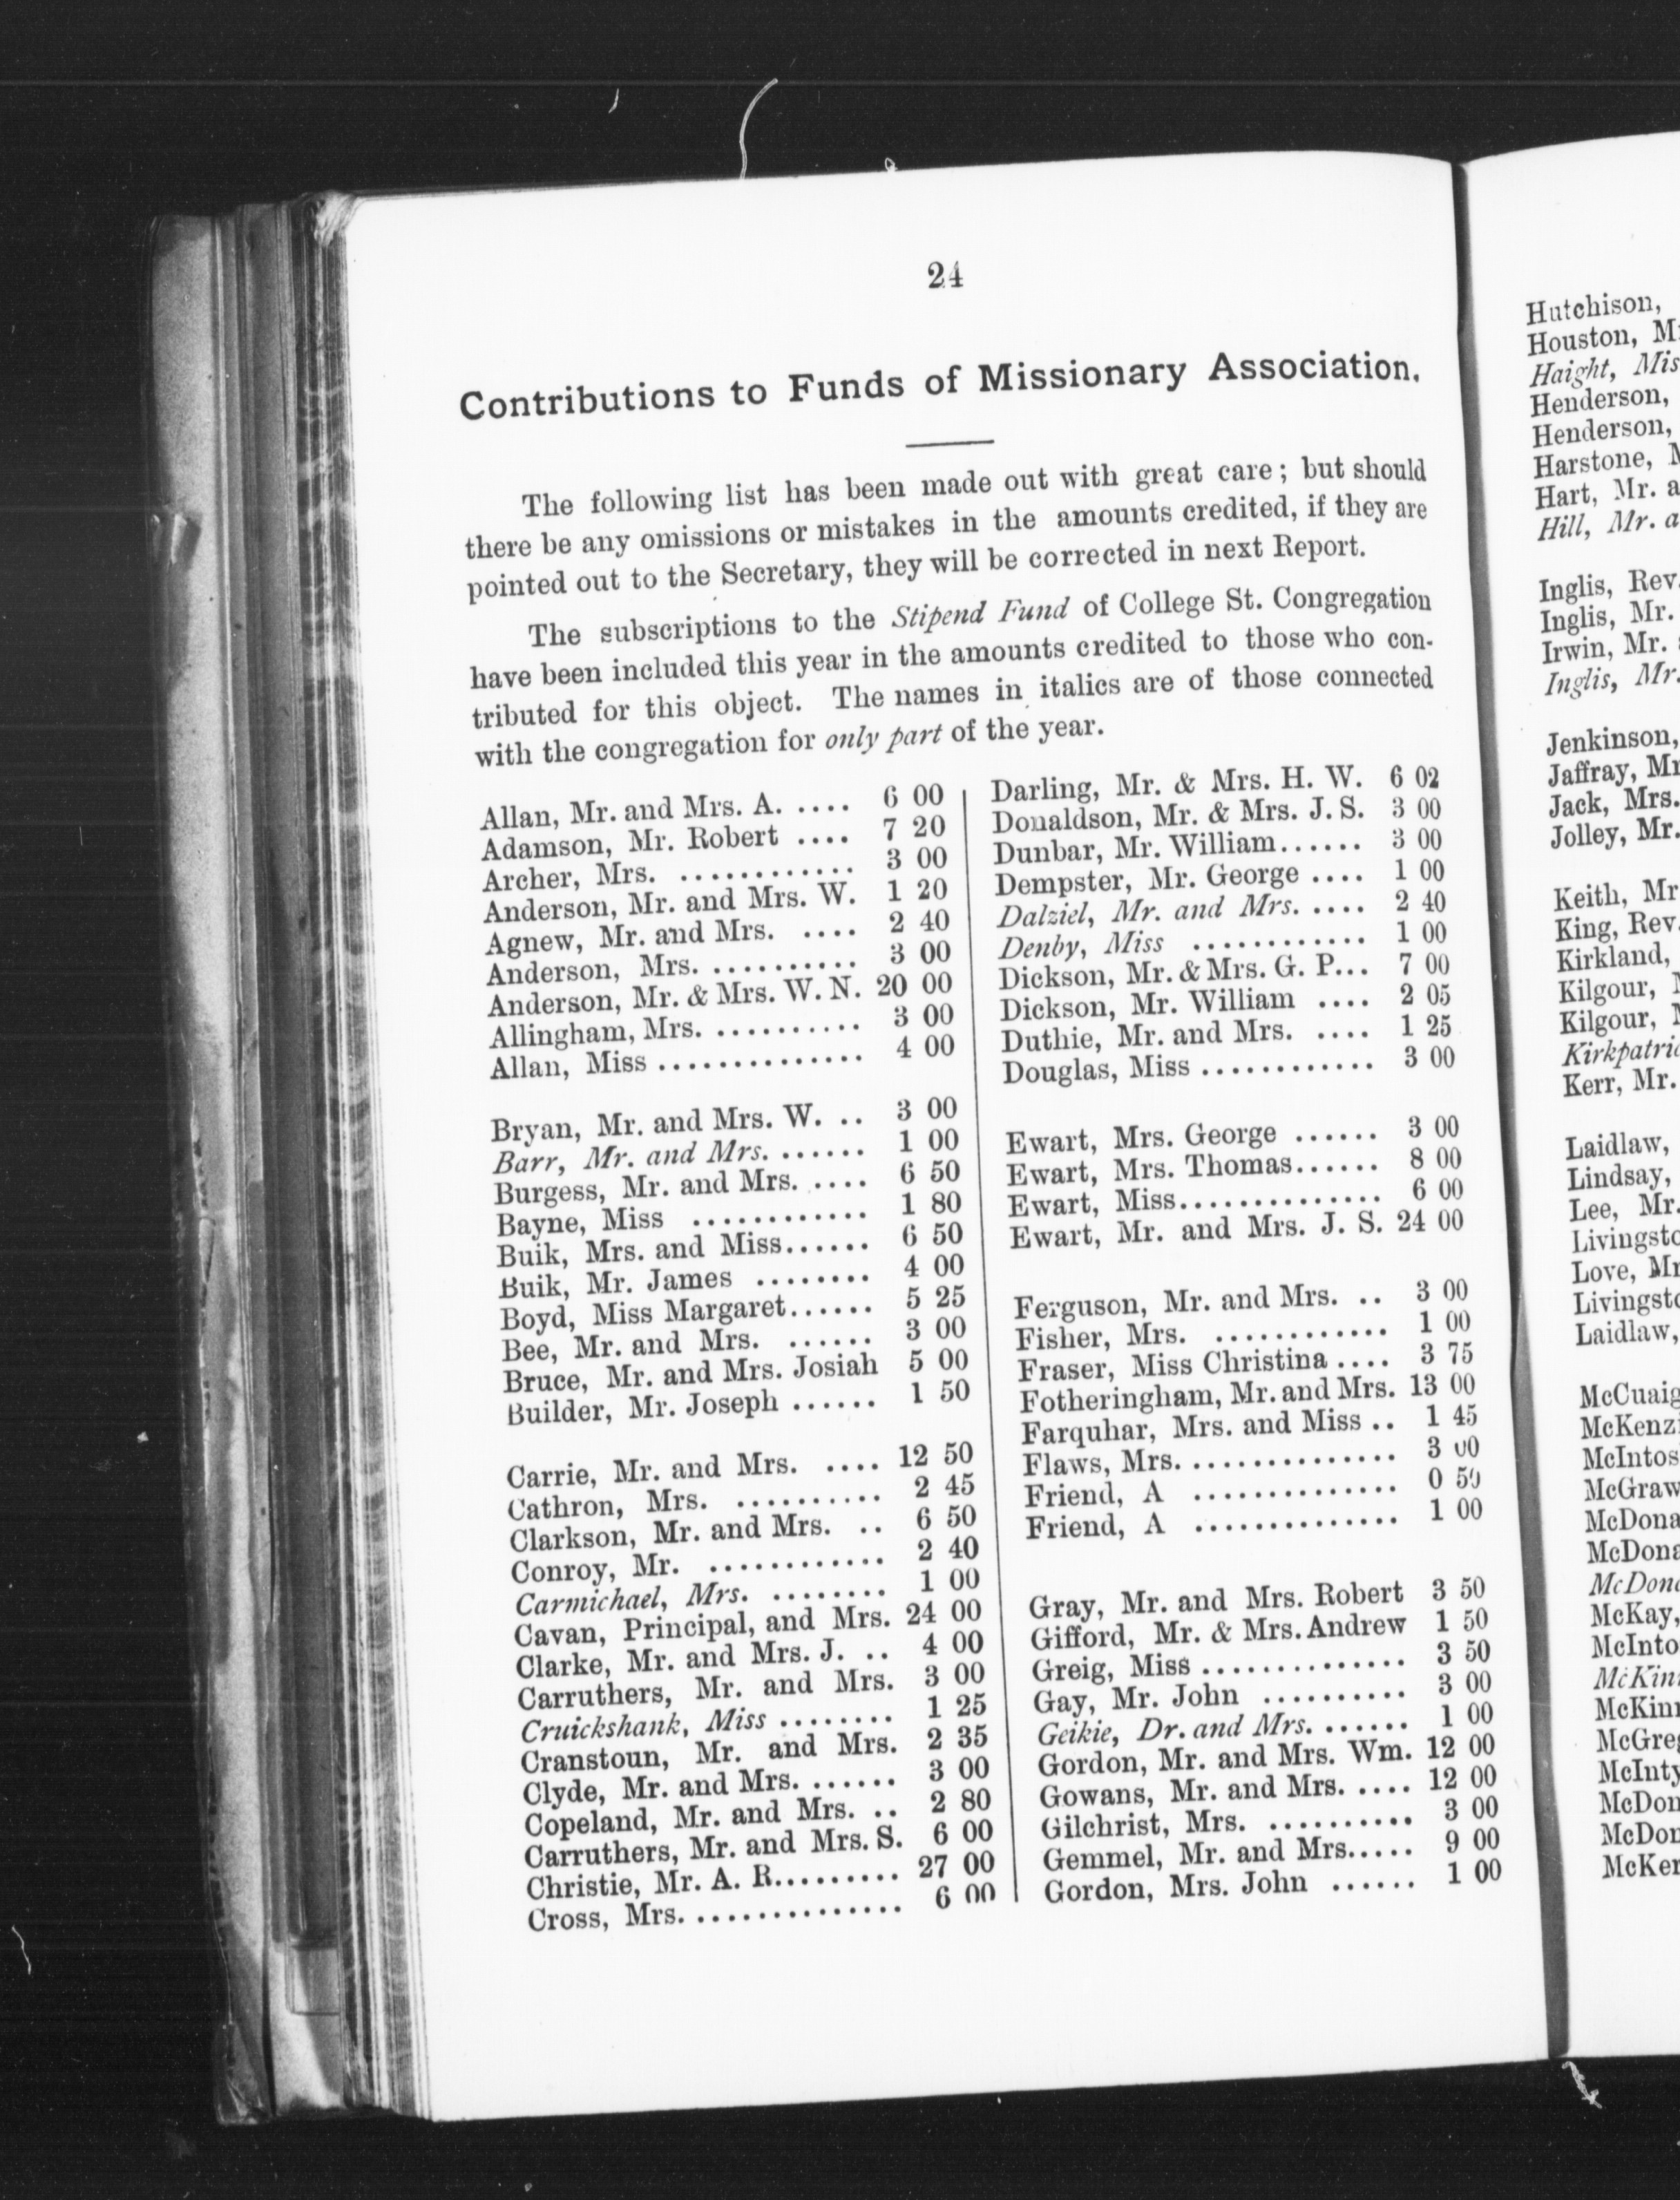 24
Contributions to Funds of Missionary Association.
The following list has been made out with great care; but should
there be any omissions or mistakes in the amounts credited, if they are
pointed out to the Secretary, they will be corrected in next Report.
The subscriptions to the Stipend Fund of College St. Congregation
have been included this year in the amounts credited to those who con-
tributed for this object. The names in italics are of those connected
with the congregation for only part of the year.
Allan, Mr. and Mrs. A. .... 6 00
Adamson, Mr. Robert .... 7 20
Archer, Mrs. ............ 3 00
Anderson, Mr. and Mrs. W. 1 20
Agnew, Mr. and Mrs. .... 2 40
Anderson, Mrs. .......... 3 00
Anderson, Mr. & Mrs. W. N. 20 00
Allingham, Mrs. .......... 3 00
Allan, Miss .............. 4 00
Bryan, Mr. and Mrs. W. .. 3 00
Barr, Mr. and Mrs. ...... 1 00
Burgess, Mr. and Mrs. .... 6 50
Bayne, Miss ............ 1 80
Buik, Mrs. and Miss...... 6 50
Buik, Mr. James ........ 4 00
Boyd, Miss Margaret...... 5 25
Bee, Mr. and Mrs. ...... 3 00
Bruce, Mr. and Mrs. Josiah 5 00
Builder, Mr. Joseph ...... 1 50
Carrie, Mr. and Mrs. .... 12 50
Cathron, Mrs. .......... 2 45
Clarkson, Mr. and Mrs. .. 6 50
Conroy, Mr. ............ 2 40
Carmichael, Mrs. ........ 1 00
Cavan, Principal, and Mrs. 24 00
Clarke, Mr. and Mrs. J. .. 4 00
Carruthers, Mr. and Mrs. 3 00
Cruickshank, Miss ........ 1 25
Cranstoun, Mr. and Mrs. 2 35
Clyde, Mr. and Mrs. ...... 3 00
Copeland, Mr. and Mrs. .. 2 80
Carruthers, Mr. and Mrs. S. 6 00
Christie, Mr. A. R......... 27 00
Cross, Mrs. .............. 6 00
Darling, Mr. & Mrs. H. W. 6 02
Donaldson, Mr. & Mrs. J. S. 3 00
Dunbar, Mr. William...... 3 00
Dempster, Mr. George .... 1 00
Dalziel, Mr. and Mrs. .... 2 40
Denby, Miss ............ 1 00
Dickson, Mr. & Mrs. G. P... 7 00
Dickson, Mr. William .... 2 05
Duthie, Mr. and Mrs. .... 1 25
Douglas, Miss ............ 3 00
Ewart, Mrs. George ...... 3 00
Ewart, Mrs. Thomas...... 8 00
Ewart, Miss.............. 6 00
Ewart, Mr. and Mrs. J. S. 24 00
Ferguson, Mr. and Mrs. .. 3 00
Fisher, Mrs. ............ 1 00
Fraser, Miss Christina .... 3 75
Fotheringham, Mr. and Mrs. 13 00
Farquhar, Mrs. and Miss .. 1 45
Flaws, Mrs. .............. 3 00
Friend, A .............. 0 50
Friend, A .............. 1 00
Gray, Mr. and Mrs. Robert 3 50
Gifford, Mr. & Mrs. Andrew 1 50
Greig, Miss .............. 3 50
Gay, Mr. John .......... 3 00
Geikie, Dr. and Mrs. ...... 1 00
Gordon, Mr. and Mrs. Wm. 12 00
Gowans, Mr. and Mrs. .... 12 00
Gilchrist, Mrs. .......... 3 00
Gemmel, Mr. and Mrs..... 9 00
Gordon, Mrs. John ...... 1 00
Hutchison,
Houston,
Haight,
Henderson,
Henderson,
Harstone,
Hart, Mr.
Hill, Mr.
Inglis, Rev.
Inglis, Mr.
Irwin, Mr.
Inglis, Mr.
Jenkinson,
Jaffray,
Jack, Mrs.
Jolley, Mr.
Keith, Mr
King, Rev.
Kirkland,
Kilgour,
Kilgour,
Kerr, Mr.
Laidlaw,
Lindsay,
Lee, Mr.
Love,
Laidlaw,
McKay,